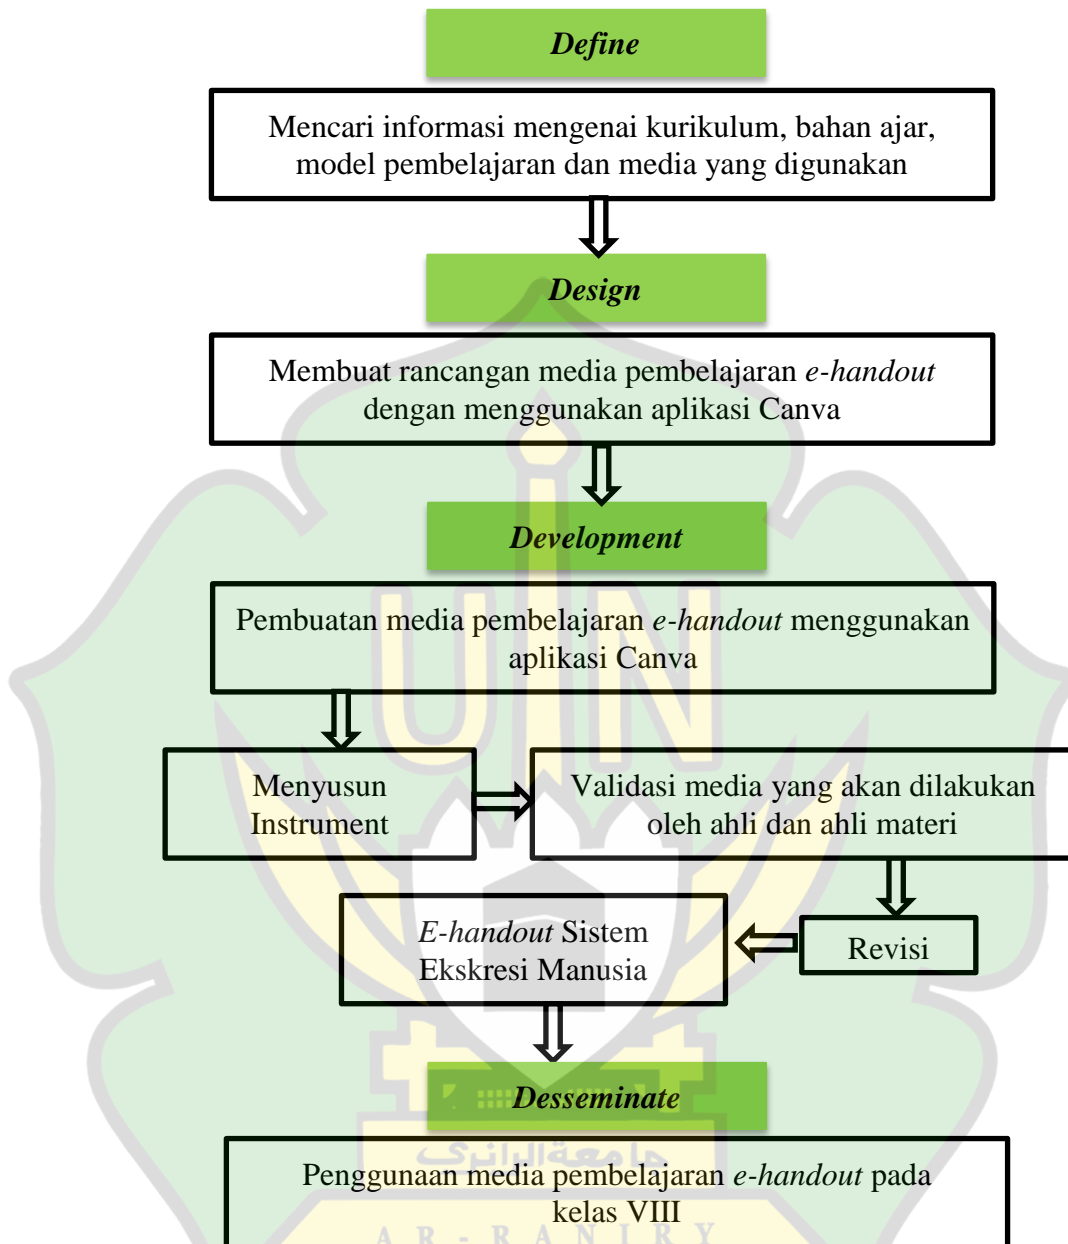 Define
Mencari informasi mengenai kurikulum, bahan ajar,
model pembelajaran dan media yang digunakan
Design
Membuat rancangan media pembelajaran e-handout
dengan menggunakan aplikasi Canva
Development
Pembuatan media pembelajaran e-handout menggunakan
aplikasi Canva
UIN
Menyusun
Instrument
Validasi media yang akan dilakukan
oleh ahli dan ahli materi
E-handout Sistem
Ekskresi Manusia
Revisi
Desseminate
جامعة الرانري
Penggunaan media pembelajaran e-handout pada
kelas VIII
AR-RANIRY